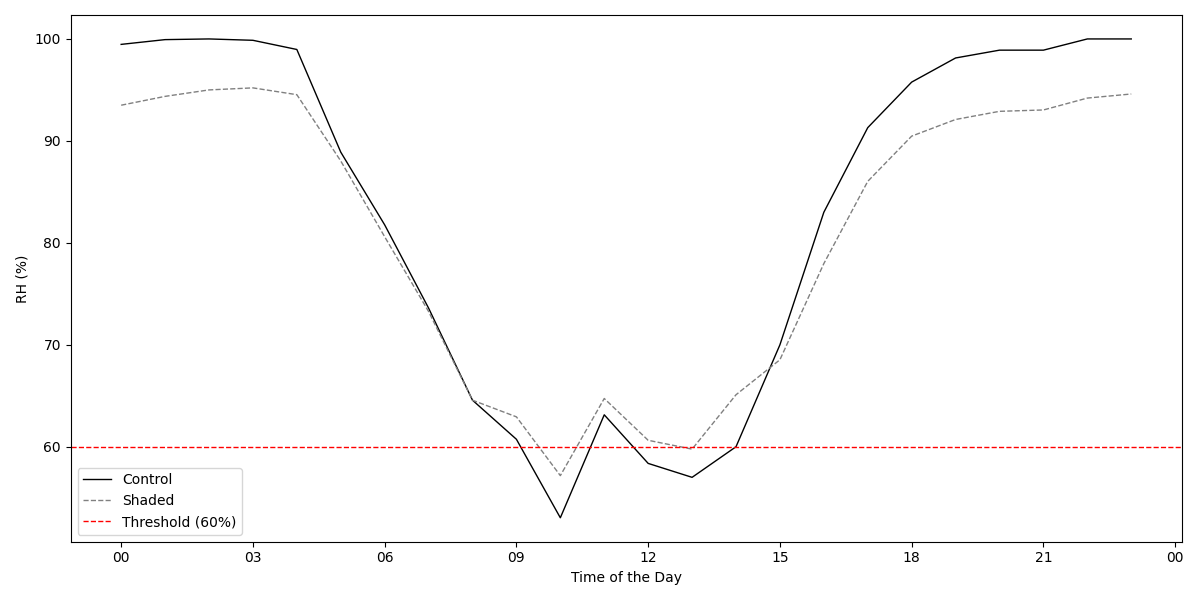 RH (%)
100
90
80
70
60
Control
Shaded
Threshold (60%)
00 03 06 09 12 15 18 21 00
Time of the Day